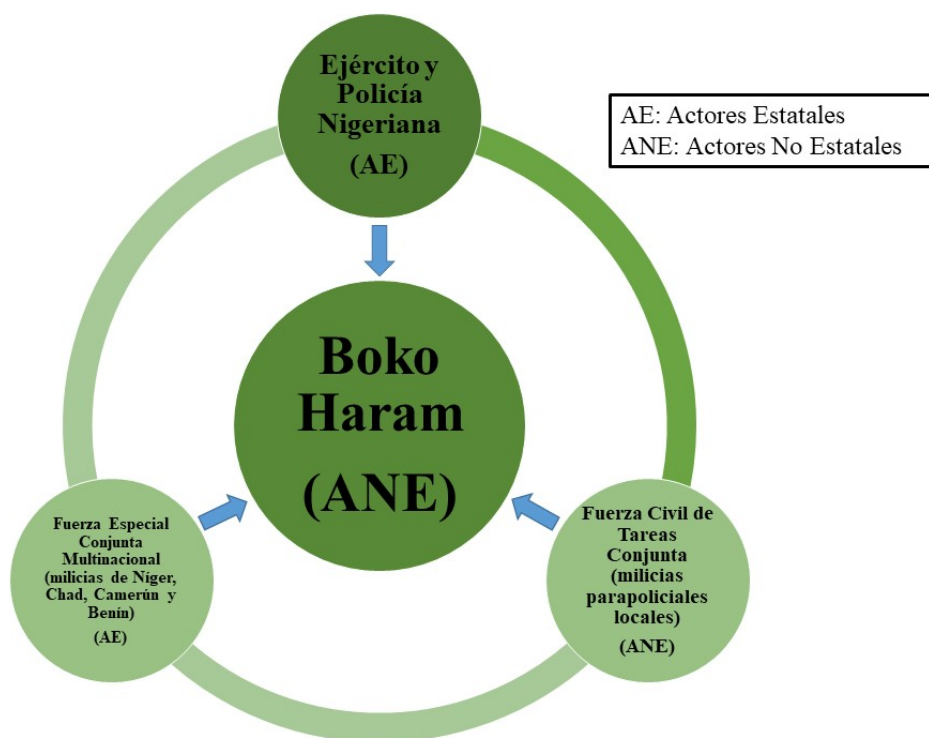 Ejército y
Policía
Nigeriana
(AE)
AE: Actores Estatales
ANE: Actores No Estatales
Boko
Haram
(ANE)
Fuerza Especial
Conjunta
Multinacional
(milicias de Níger,
Chad, Camerún y
Benín)
(AE)
Fuerza Civil de
Tareas
Conjunta
(milicias
parapoliciales
locales)
(ANE)